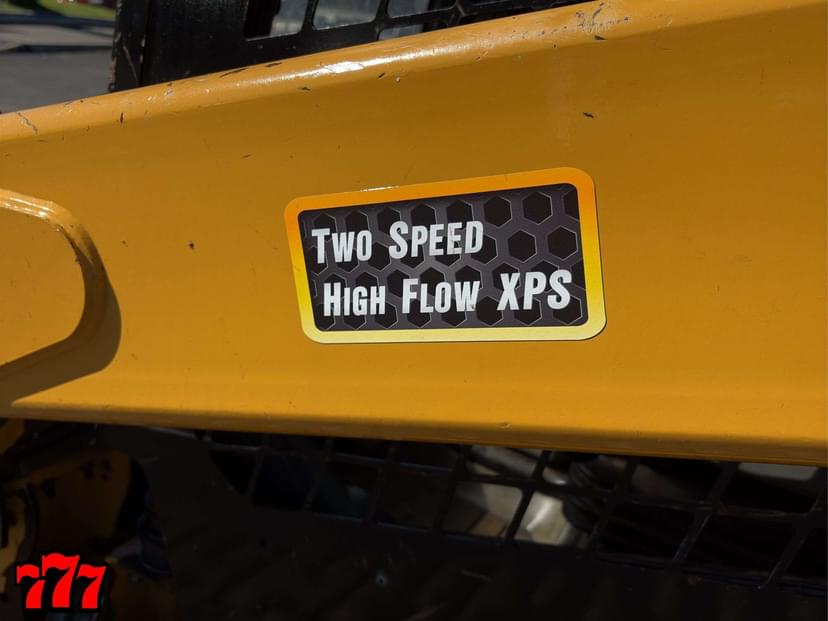 Two Speed
High Flow XPS
777